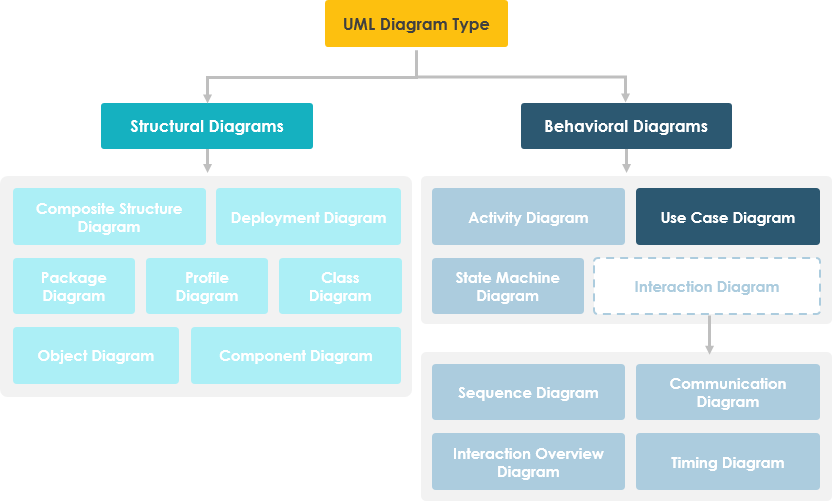 UML Diagram Type
Structural Diagrams
Behavioral Diagrams
Composite Structure
Diagram
Deployment Diagram
Package
Diagram
Profile
Diagram
Class
Diagram
Object Diagram
Component Diagram
Activity Diagram
Use Case Diagram
State Machine
Diagram
Interaction Diagram
Sequence Diagram
Communication
Diagram
Interaction Overview
Diagram
Timing Diagram